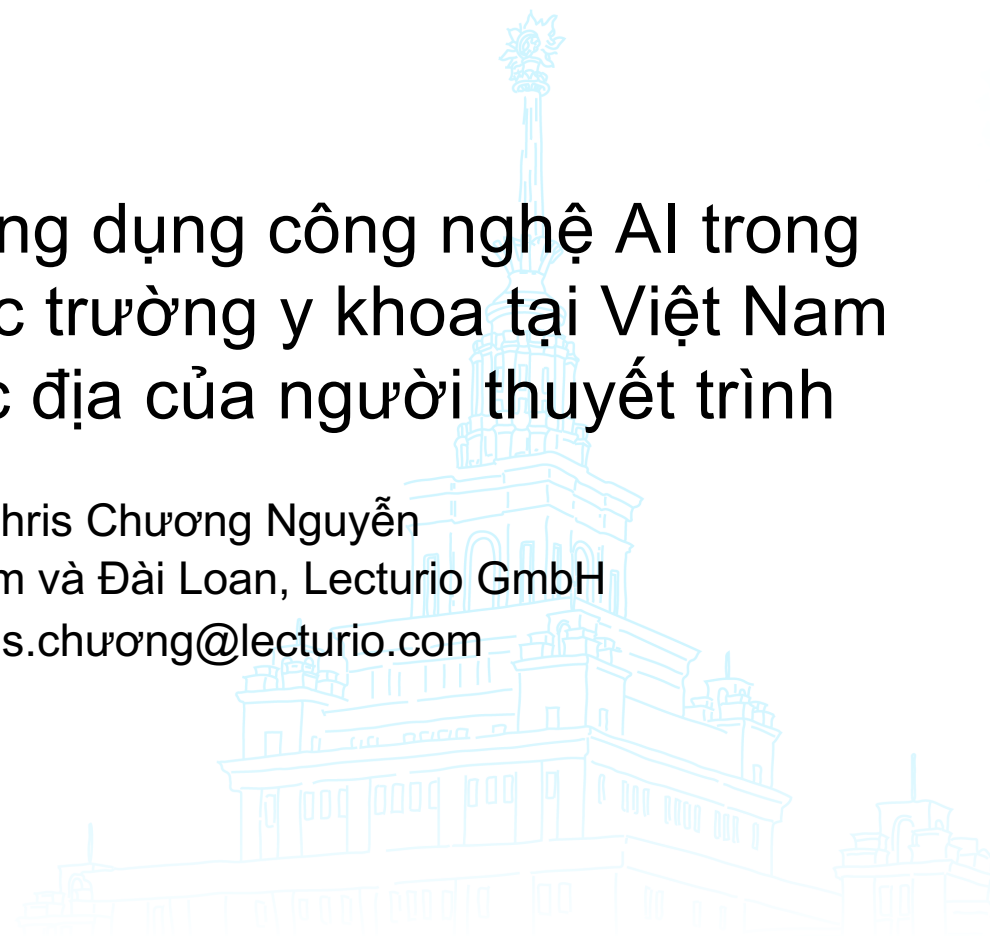 ng dụng công nghệ AI trong
c trường y khoa tại Việt Nam
c địa của người thuyết trình
hris Chương Nguyễn
m và Đài Loan, Lecturio GmbH
s.chương@lecturio.com